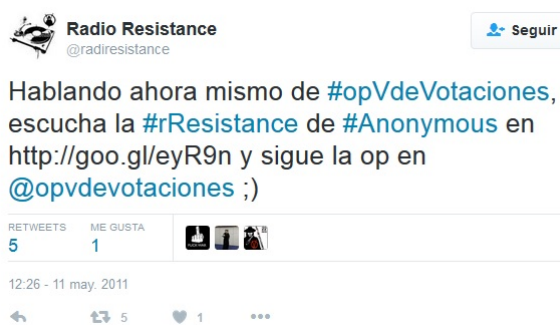 Radio Resistance
@radiresistance
Seguir
Hablando ahora mismo de #opVdeVotaciones,
escucha la #rResistance de #Anonymous en
http://goo.gl/eyR9n y sigue la op en
@opvdevotaciones ;)
RETWEETS ME GUSTA
5 1
12:26 - 11 may. 2011
5 1